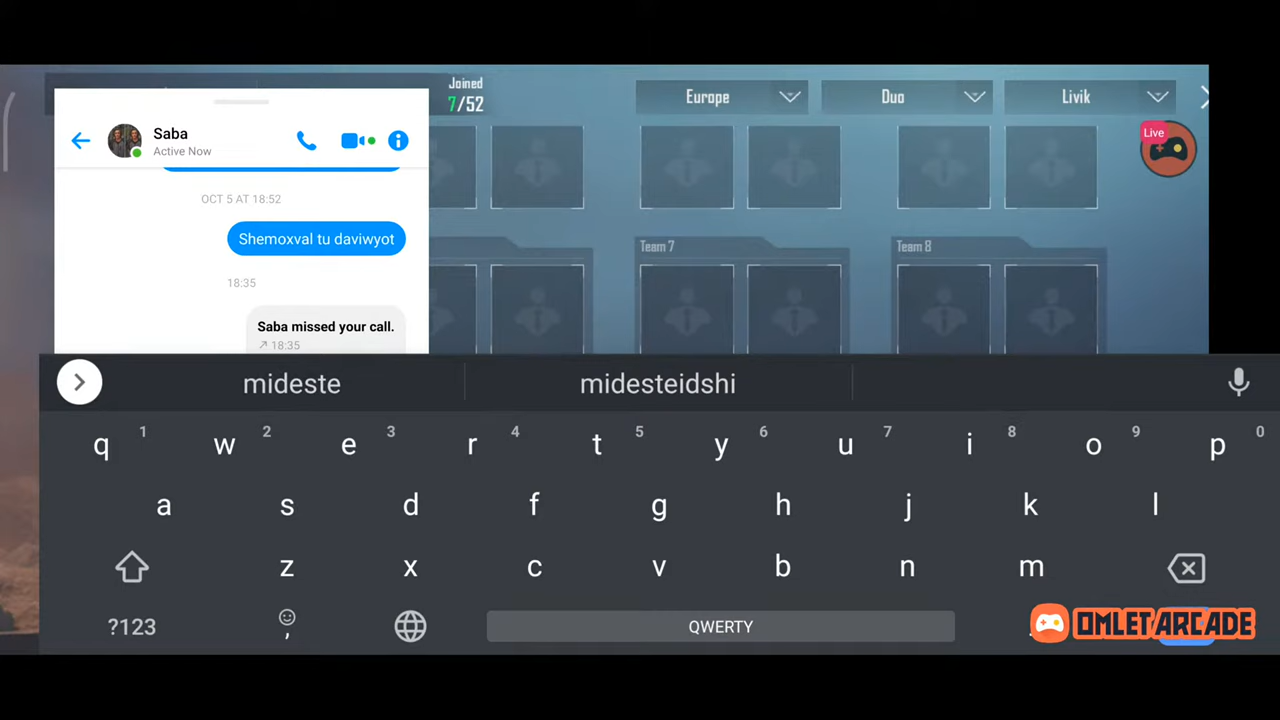 Joined
7/52
Europe
Duo
Livik
Live
Saba
Active Now
OCT 5 AT 18:52
Shemoxval tu daviwyot
18:35
Saba missed your call.
18:35
Team 7
Team 8
mideste
midesteidshi
q 1 w 2 e 3 r 4 t 5 y 6 u 7 i 8 o 9 p 0
a s d f g h j k l
z x c v b n m
?123 , QWERTY .
OMLET ARCADE